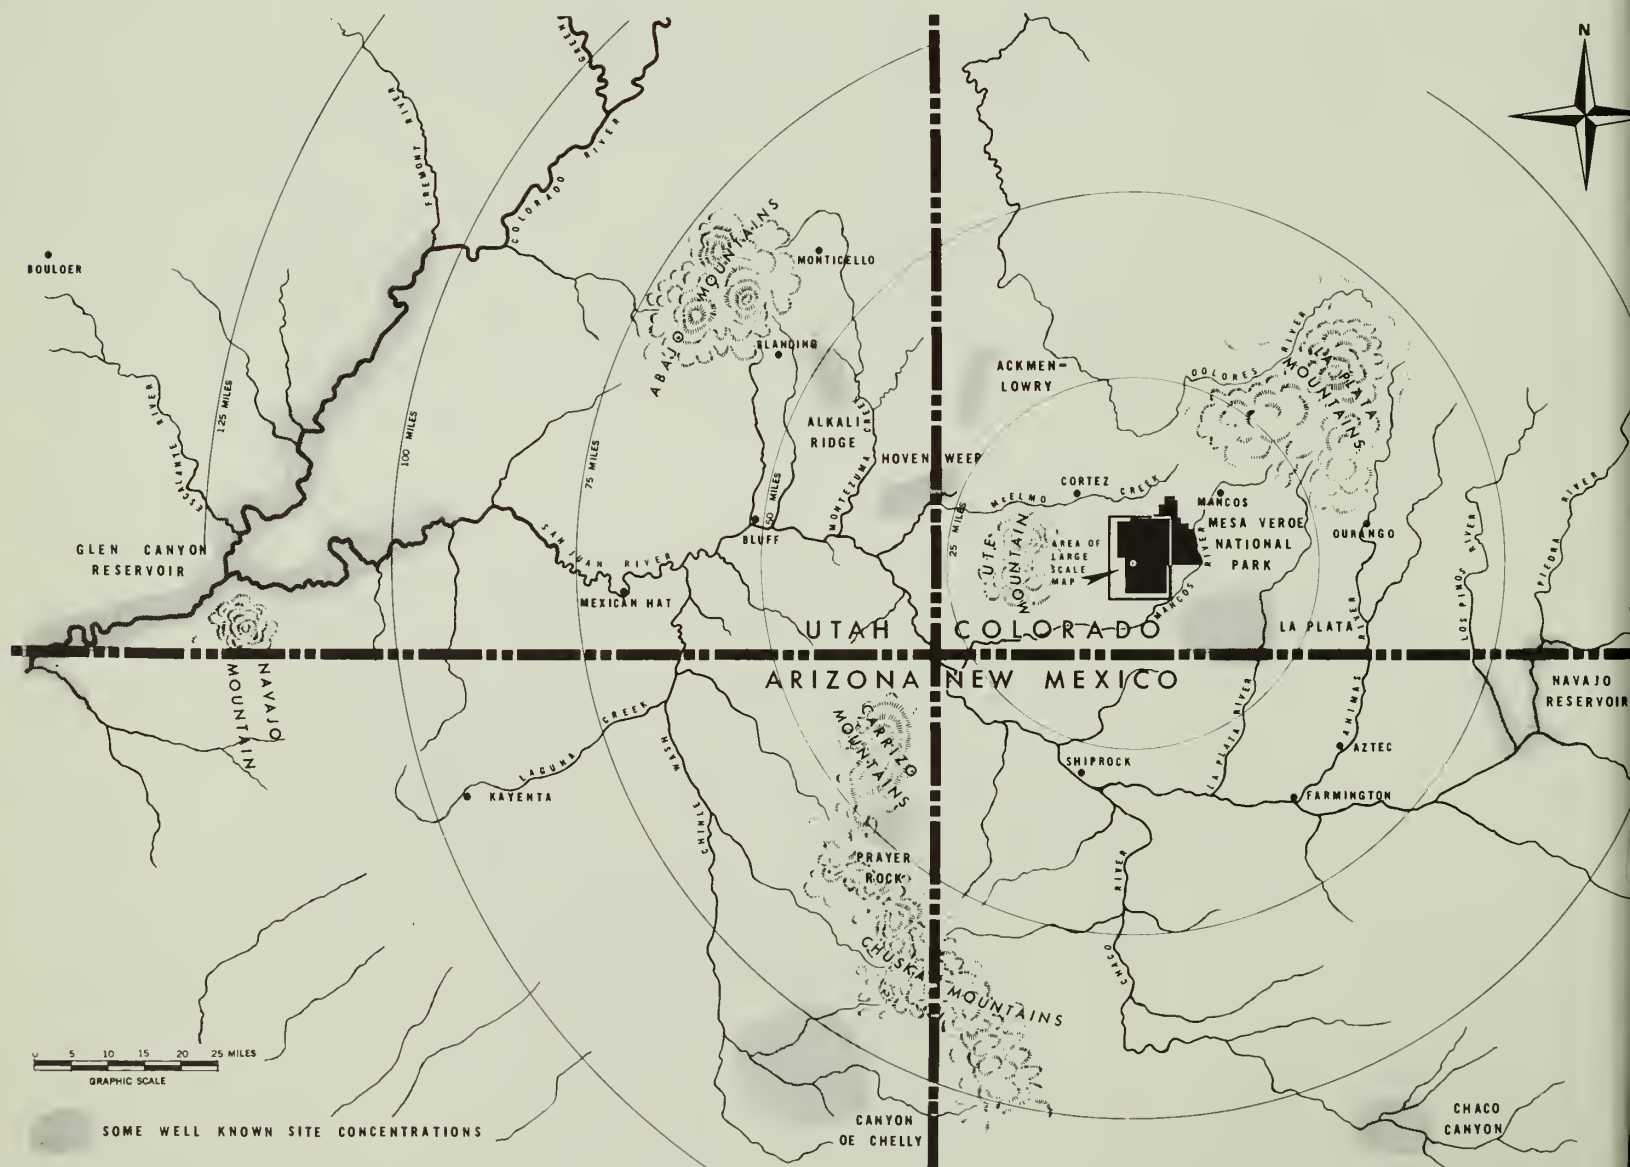 N
GREEN
FREMONT RIVER
COLORADO RIVER
BOULOER
ABAJO MOUNTAINS
MONTICELLO
BLANDING
ESCALANTE RIVER
125 MILES
100 MILES
75 MILES
50 MILES
25 MILES
ALKALI
RIDGE
MONTEZUMA CREEK
HOVENWEEP
ACKMEN-
LOWRY
DOLORES RIVER
LA PLATA
MOUNTAINS
CORTEZ
McELMO CREEK
MANCOS
MESA VEROE
NATIONAL
PARK
OURANGO
UTE
MOUNTAIN
AREA OF
LARGE
SCALE
MAP
MANCOS RIVER
GLEN CANYON
RESERVOIR
SAN JUAN RIVER
BLUFF
MEXICAN HAT
LOS PINOS RIVER
PIEDRA RIVER
UTAH
COLORADO
LA PLATA
ARIZONA
NEW MEXICO
NAVAJO
MOUNTAIN
NAVAJO
RESERVOIR
LAGUNA CREEK
KAYENTA
CHINLE WASH
CARRIZO
MOUNTAINS
SHIPROCK
LA PLATA RIVER
ANIMAS RIVER
AZTEC
FARMINGTON
PRAYER
ROCK
CHUSKA MOUNTAINS
CHACO RIVER
0 5 10 15 20 25 MILES
GRAPHIC SCALE
SOME WELL KNOWN SITE CONCENTRATIONS
CANYON
OE CHELLY
CHACO
CANYON